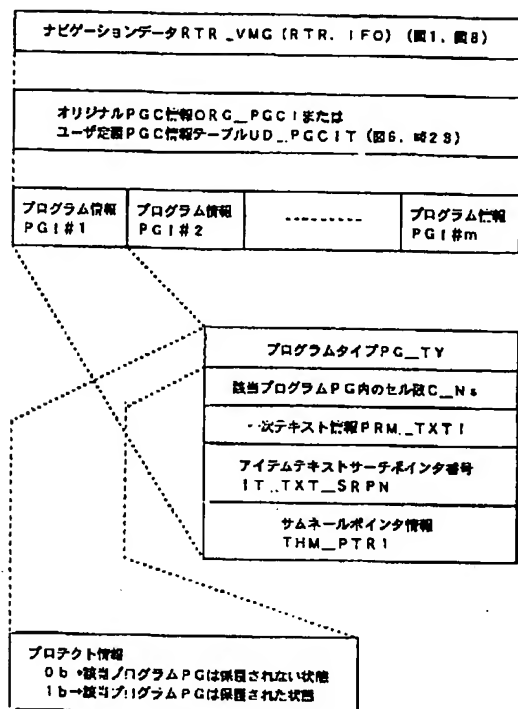 ナビゲーションデータRTR_VMG (RTR. IFO) (図1, 図8)
オリジナルPGC情報ORG_PGCIまたは
ユーザ定義PGC情報テーブルUD_PGCIT (図6, 図28)
プログラム情報
PGI#1
プログラム情報
PGI#2
---------
プログラム情報
PGI#m
プログラムタイプPG_TY
該当プログラムPG内のセル数C_Ns
一次テキスト情報PRM_TXTI
アイテムテキストサーチポインタ番号
IT_TXT_SRPN
サムネールポインタ情報
THM_PTRI
プロテクト情報
0b→該当プログラムPGは保護されない状態
1b→該当プログラムPGは保護された状態